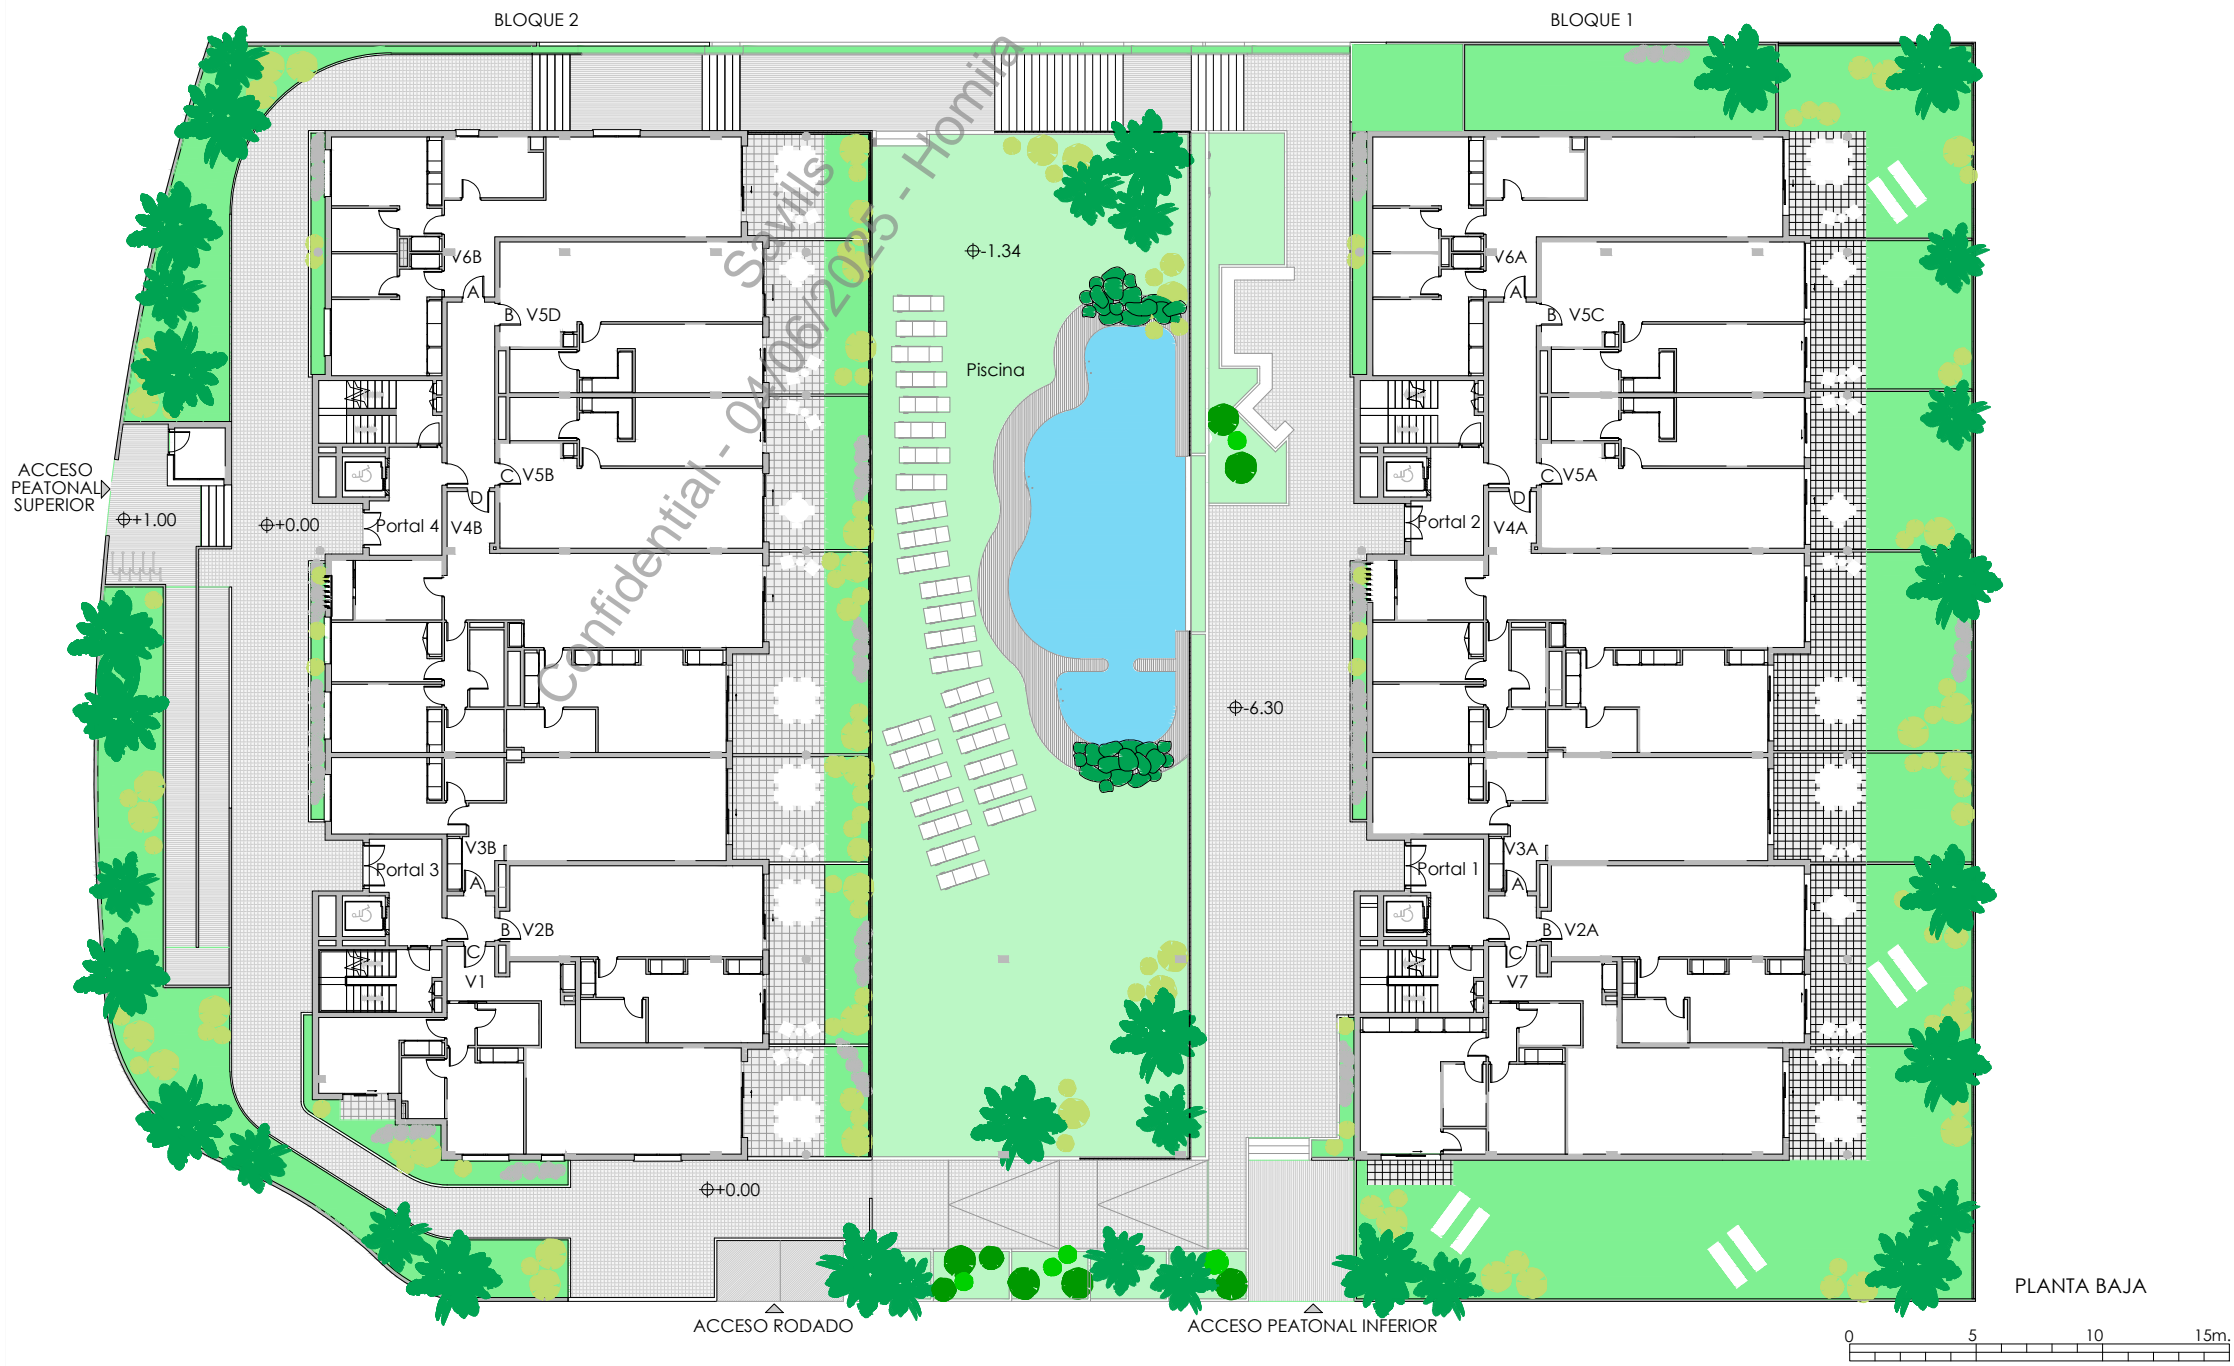 BLOQUE 2
BLOQUE 1
V6B
A
B V5D
C V5B
D
V4B
Portal 4
ACCESO
PEATONAL
SUPERIOR
+1.00
+0.00
V3B
Portal 3
A
B V2B
C
V1
-1.34
Piscina
-6.30
V6A
A
B V5C
C V5A
D
V4A
Portal 2
V3A
Portal 1
A
B V2A
C
V7
+0.00
ACCESO RODADO
ACCESO PEATONAL INFERIOR
PLANTA BAJA
0 5 10 15m.
Savills
Confidential - 04/06/2025 - Homiia